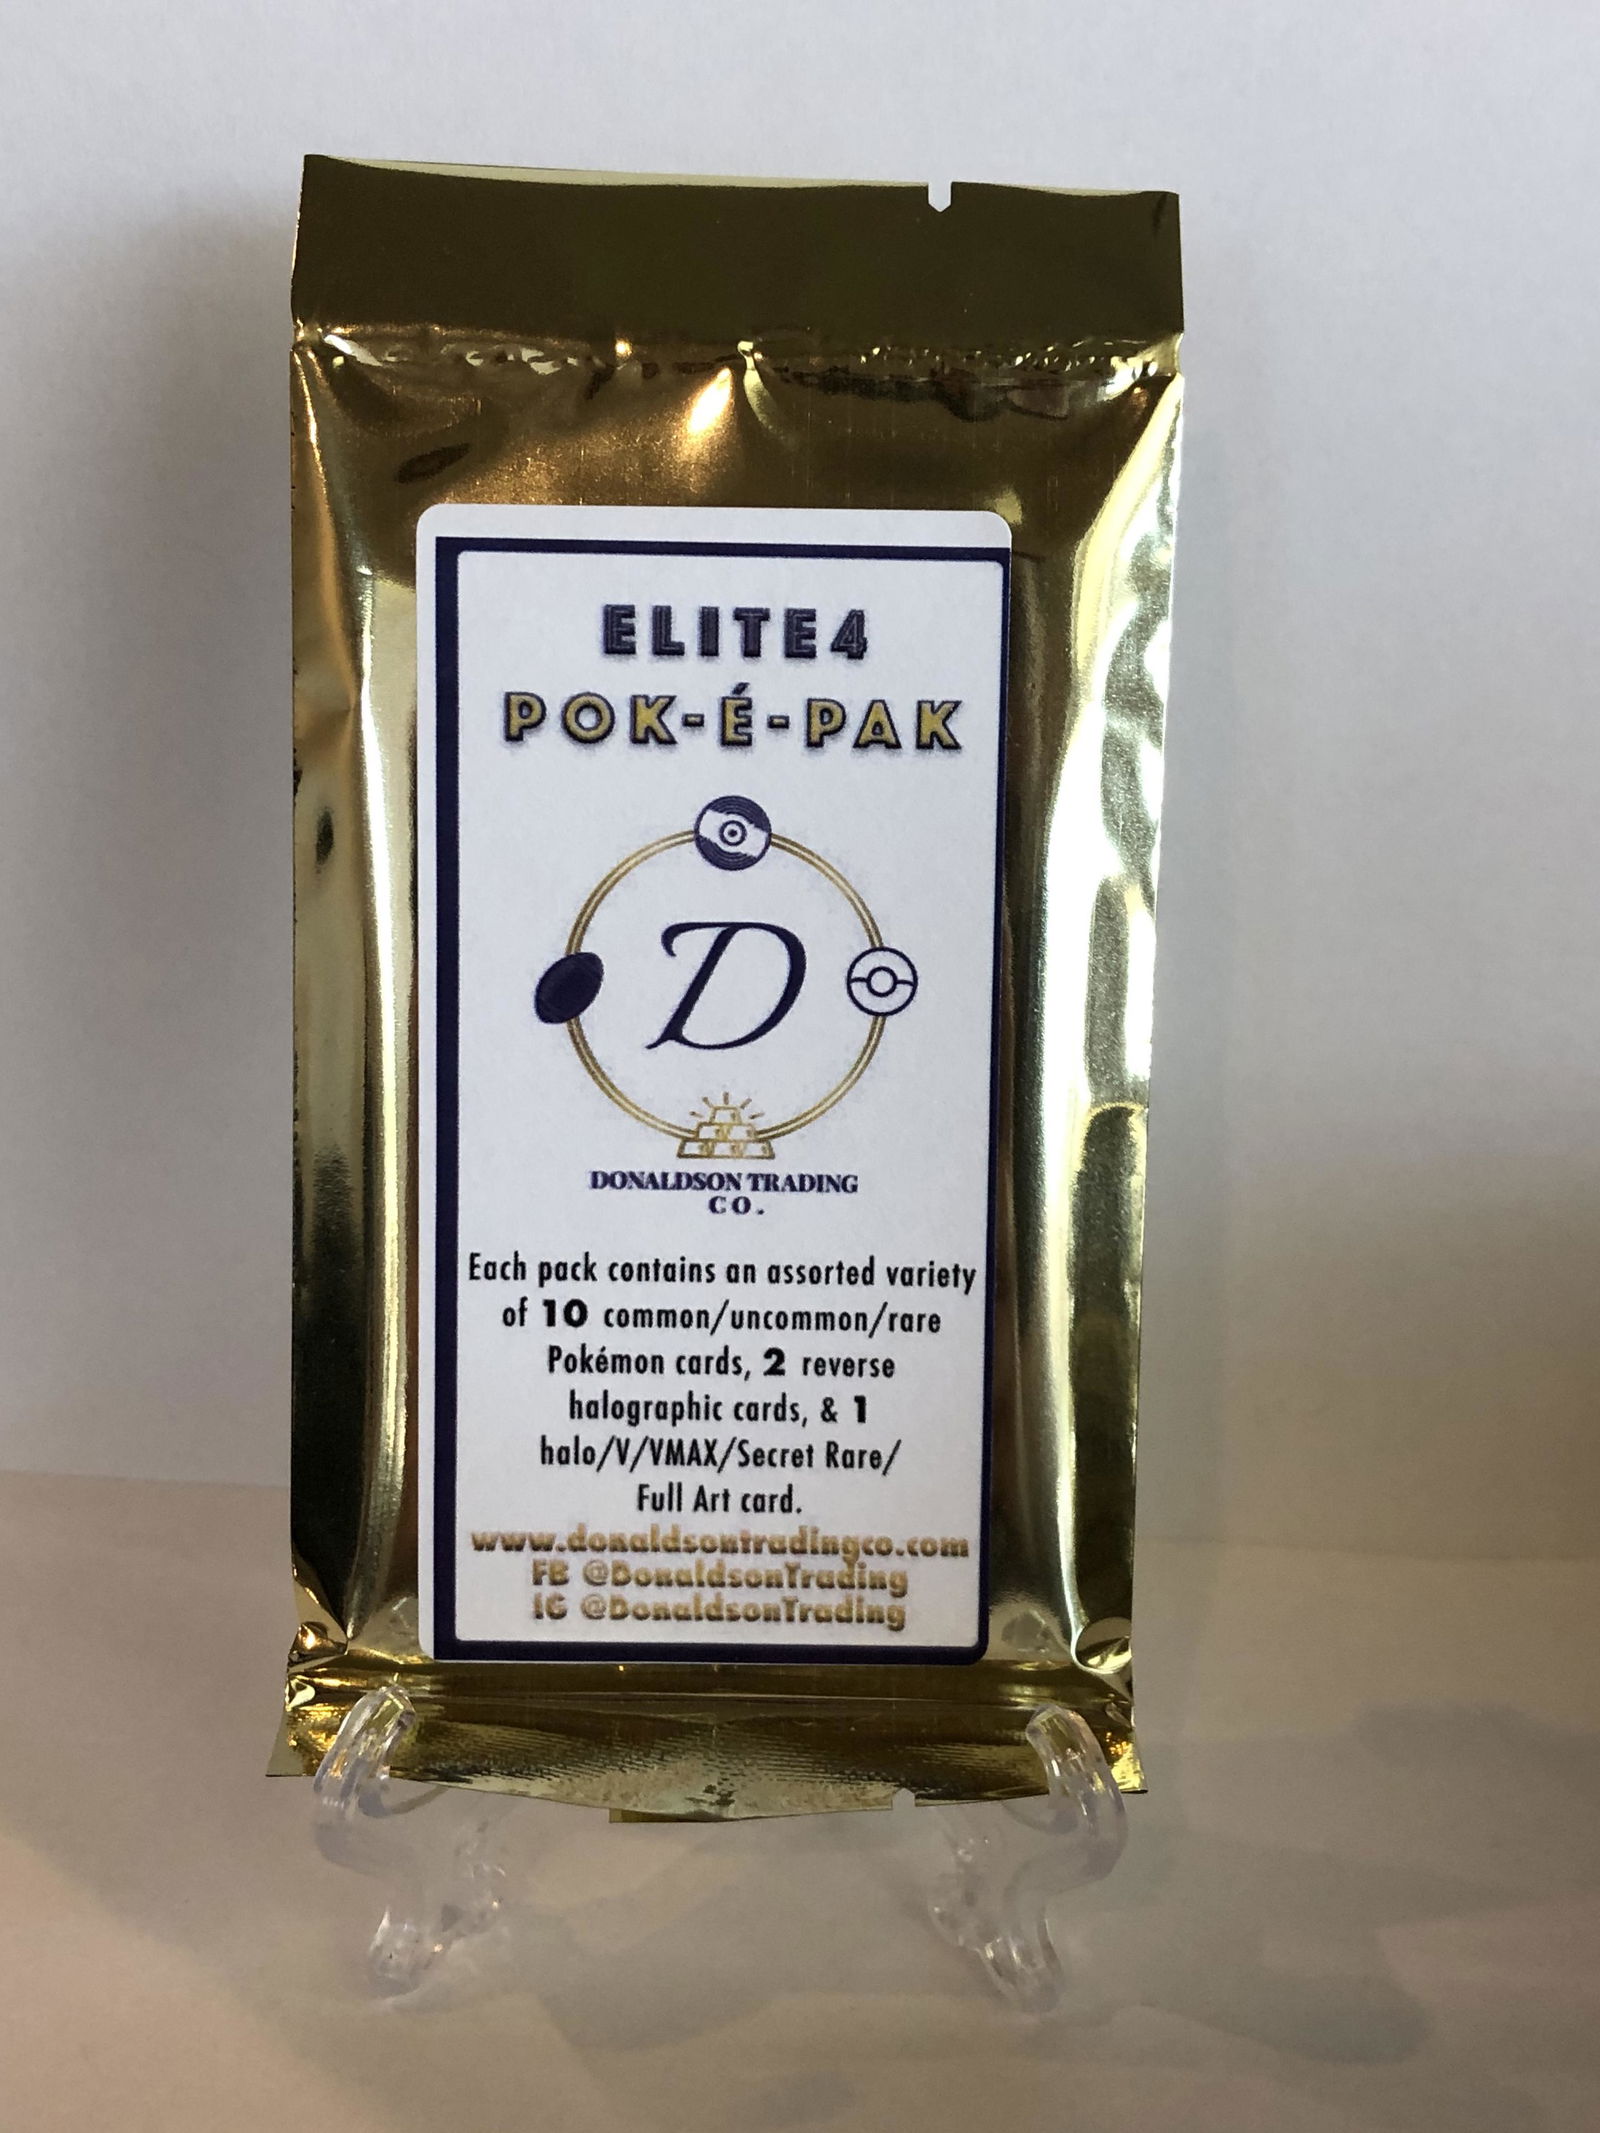 ELITE4
POK-É-PAK
D
DONALDSON TRADING
CO.
Each pack contains an assorted variety
of 10 common/uncommon/rare
Pokémon cards, 2 reverse
halographic cards, & 1
halo/V/VMAX/Secret Rare/
Full Art card.
www.donaldsontradingco.com
FB @DonaldsonTrading
IG @DonaldsonTrading